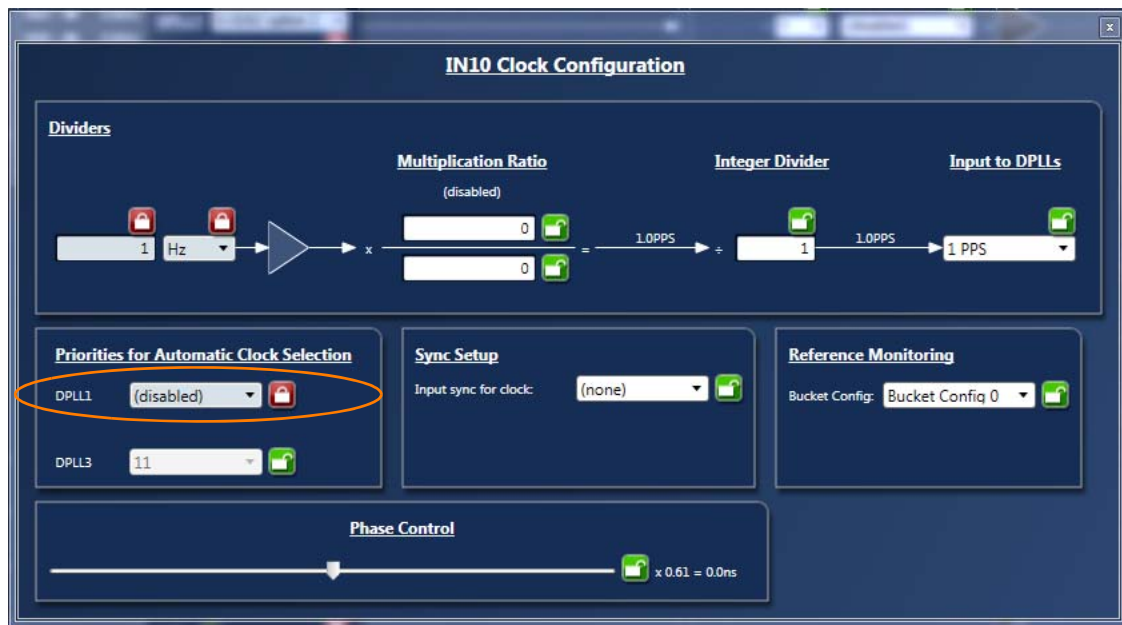 x
IN10 Clock Configuration
Dividers
Multiplication Ratio
Integer Divider
Input to DPLLs
(disabled)
1
Hz
x
0
0
=
1.0PPS
÷
1
1.0PPS
1 PPS
Priorities for Automatic Clock Selection
DPLL1
(disabled)
DPLL3
11
Sync Setup
Input sync for clock:
(none)
Reference Monitoring
Bucket Config:
Bucket Config 0
Phase Control
x 0.61 = 0.0ns